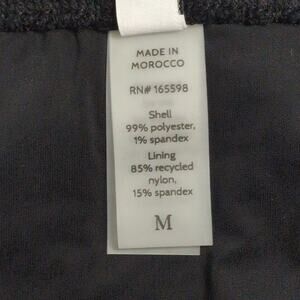 MADE IN
MOROCCO
RN# 165598
Shell
99% polyester,
1% spandex
Lining
85% recycled
nylon,
15% spandex
M